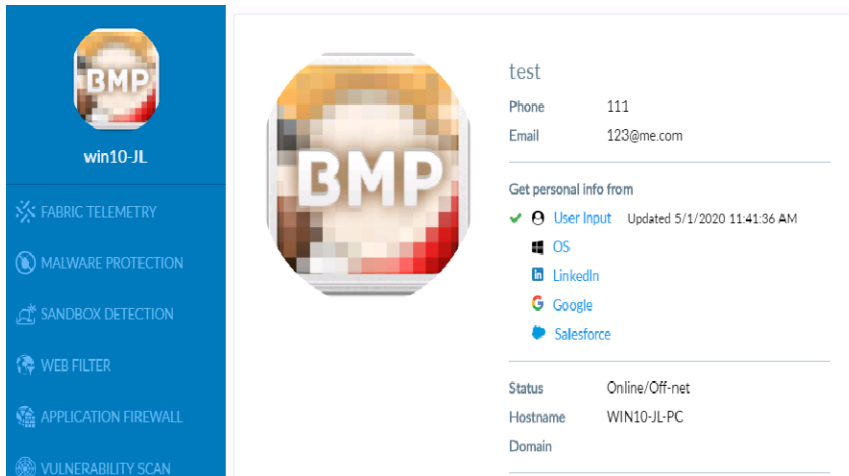 BMP
win10-JL
FABRIC TELEMETRY
MALWARE PROTECTION
SANDBOX DETECTION
WEB FILTER
APPLICATION FIREWALL
VULNERABILITY SCAN
BMP
test
Phone 111
Email 123@me.com
Get personal info from
User Input Updated 5/1/2020 11:41:36 AM
OS
LinkedIn
Google
Salesforce
Status Online/Off-net
Hostname WIN10-JL-PC
Domain